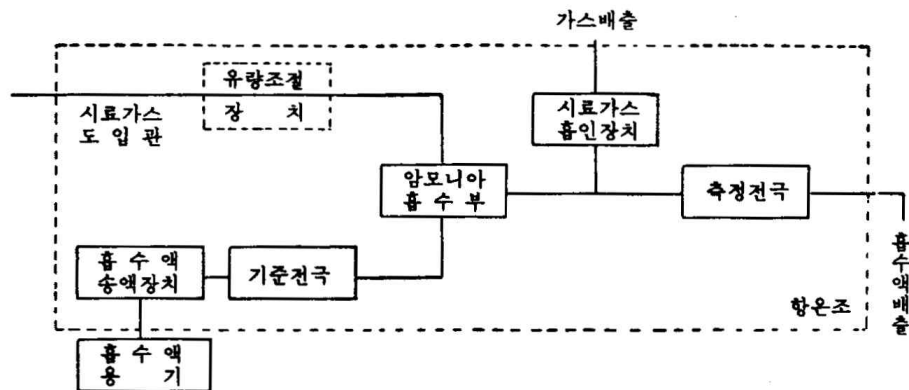 가스배출
유량조절
장 치
시료가스
도 입 관
시료가스
흡인장치
암모니아
흡 수 부
측정전극
흡 수 액
송액장치
기준전극
항온조
흡수액배출
흡 수 액
용 기